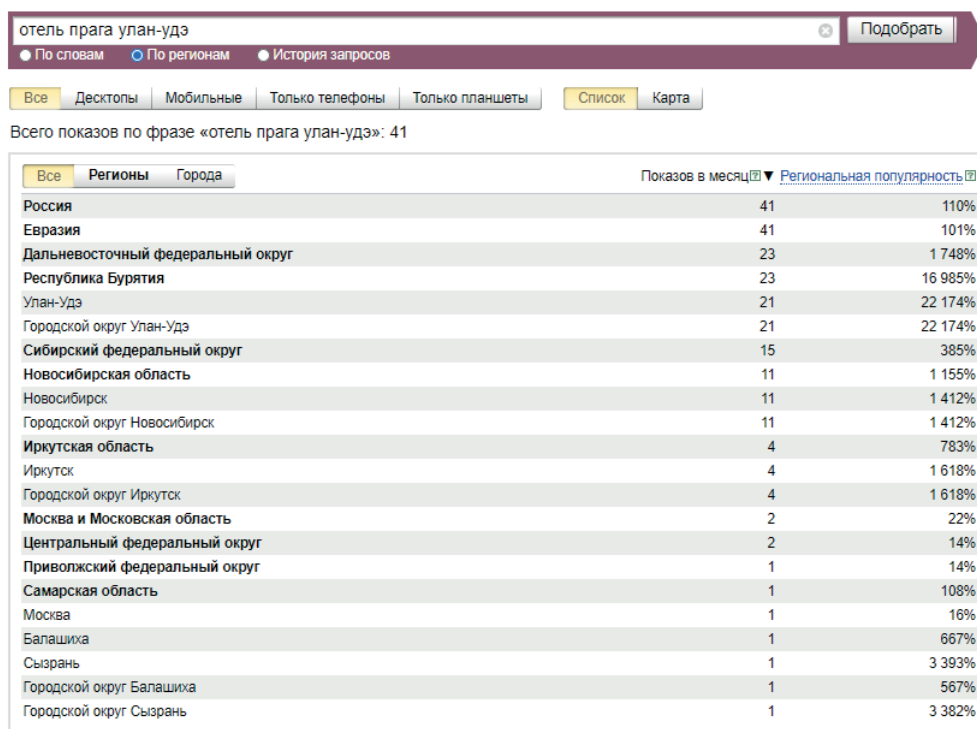 отель прага улан-удэ Подобрать
По словам По регионам История запросов
Все Десктопы Мобильные Только телефоны Только планшеты Список Карта
Всего показов по фразе «отель прага улан-удэ»: 41
Все Регионы Города Показов в месяц ? ▼ Региональная популярность ?
Россия 41 110%
Евразия 41 101%
Дальневосточный федеральный округ 23 1 748%
Республика Бурятия 23 16 985%
Улан-Удэ 21 22 174%
Городской округ Улан-Удэ 21 22 174%
Сибирский федеральный округ 15 385%
Новосибирская область 11 1 155%
Новосибирск 11 1 412%
Городской округ Новосибирск 11 1 412%
Иркутская область 4 783%
Иркутск 4 1 618%
Городской округ Иркутск 4 1 618%
Москва и Московская область 2 22%
Центральный федеральный округ 2 14%
Приволжский федеральный округ 1 14%
Самарская область 1 108%
Москва 1 16%
Балашиха 1 667%
Сызрань 1 3 393%
Городской округ Балашиха 1 567%
Городской округ Сызрань 1 3 382%